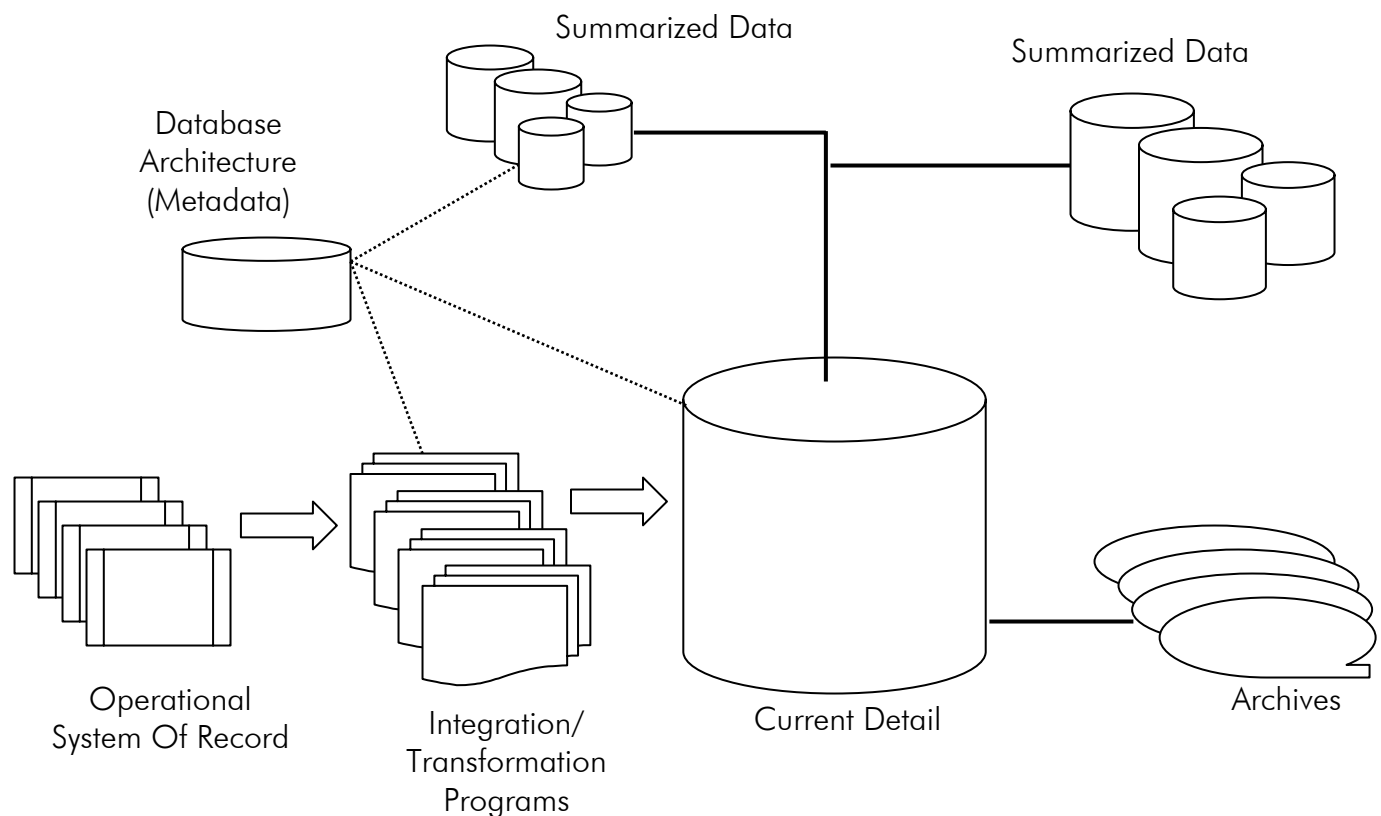 Summarized Data
Summarized Data
Database
Architecture
(Metadata)
Operational
System Of Record
Integration/
Transformation
Programs
Current Detail
Archives